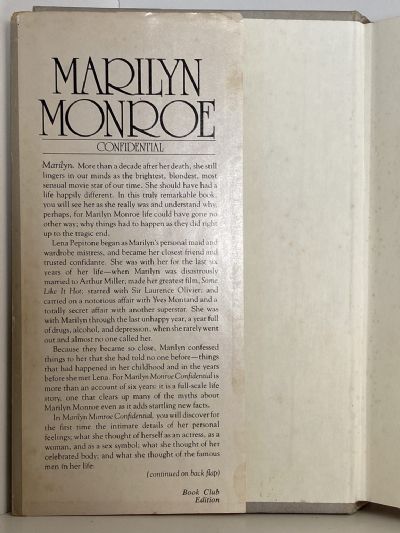 MARILYN
MONROE
CONFIDENTIAL
Marilyn. More than a decade after her death, she still
lingers in our minds as the brightest, blondest, most
sensual movie star of our time. She should have had a
life happily different. In this truly remarkable book,
you will see her as she really was and understand why,
perhaps, for Marilyn Monroe life could have gone no
other way; why things had to happen as they did right
up to the tragic end.
Lena Pepitone began as Marilyn's personal maid and
wardrobe mistress, and became her closest friend and
trusted confidante. She was with her for the last six
years of her life—when Marilyn was disastrously
married to Arthur Miller; made her greatest film, Some
Like It Hot; starred with Sir Laurence Olivier; and
carried on a notorious affair with Yves Montand and a
totally secret affair with another superstar. She was
with Marilyn through the last unhappy year, a year full
of drugs, alcohol, and depression, when she rarely went
out and almost no one called her.
Because they became so close, Marilyn confessed
things to her that she had told no one before—things
that had happened in her childhood and in the years
before she met Lena. For Marilyn Monroe Confidential is
more than an account of six years: it is a full-scale life
story, one that clears up many of the myths about
Marilyn Monroe even as it adds startling new facts.
In Marilyn Monroe Confidential, you will discover for
the first time the intimate details of her personal
feelings; what she thought of herself as an actress, as a
woman, and as a sex symbol; what she thought of her
celebrated body; and what she thought of the famous
men in her life.
(continued on back flap)
Book Club
Edition